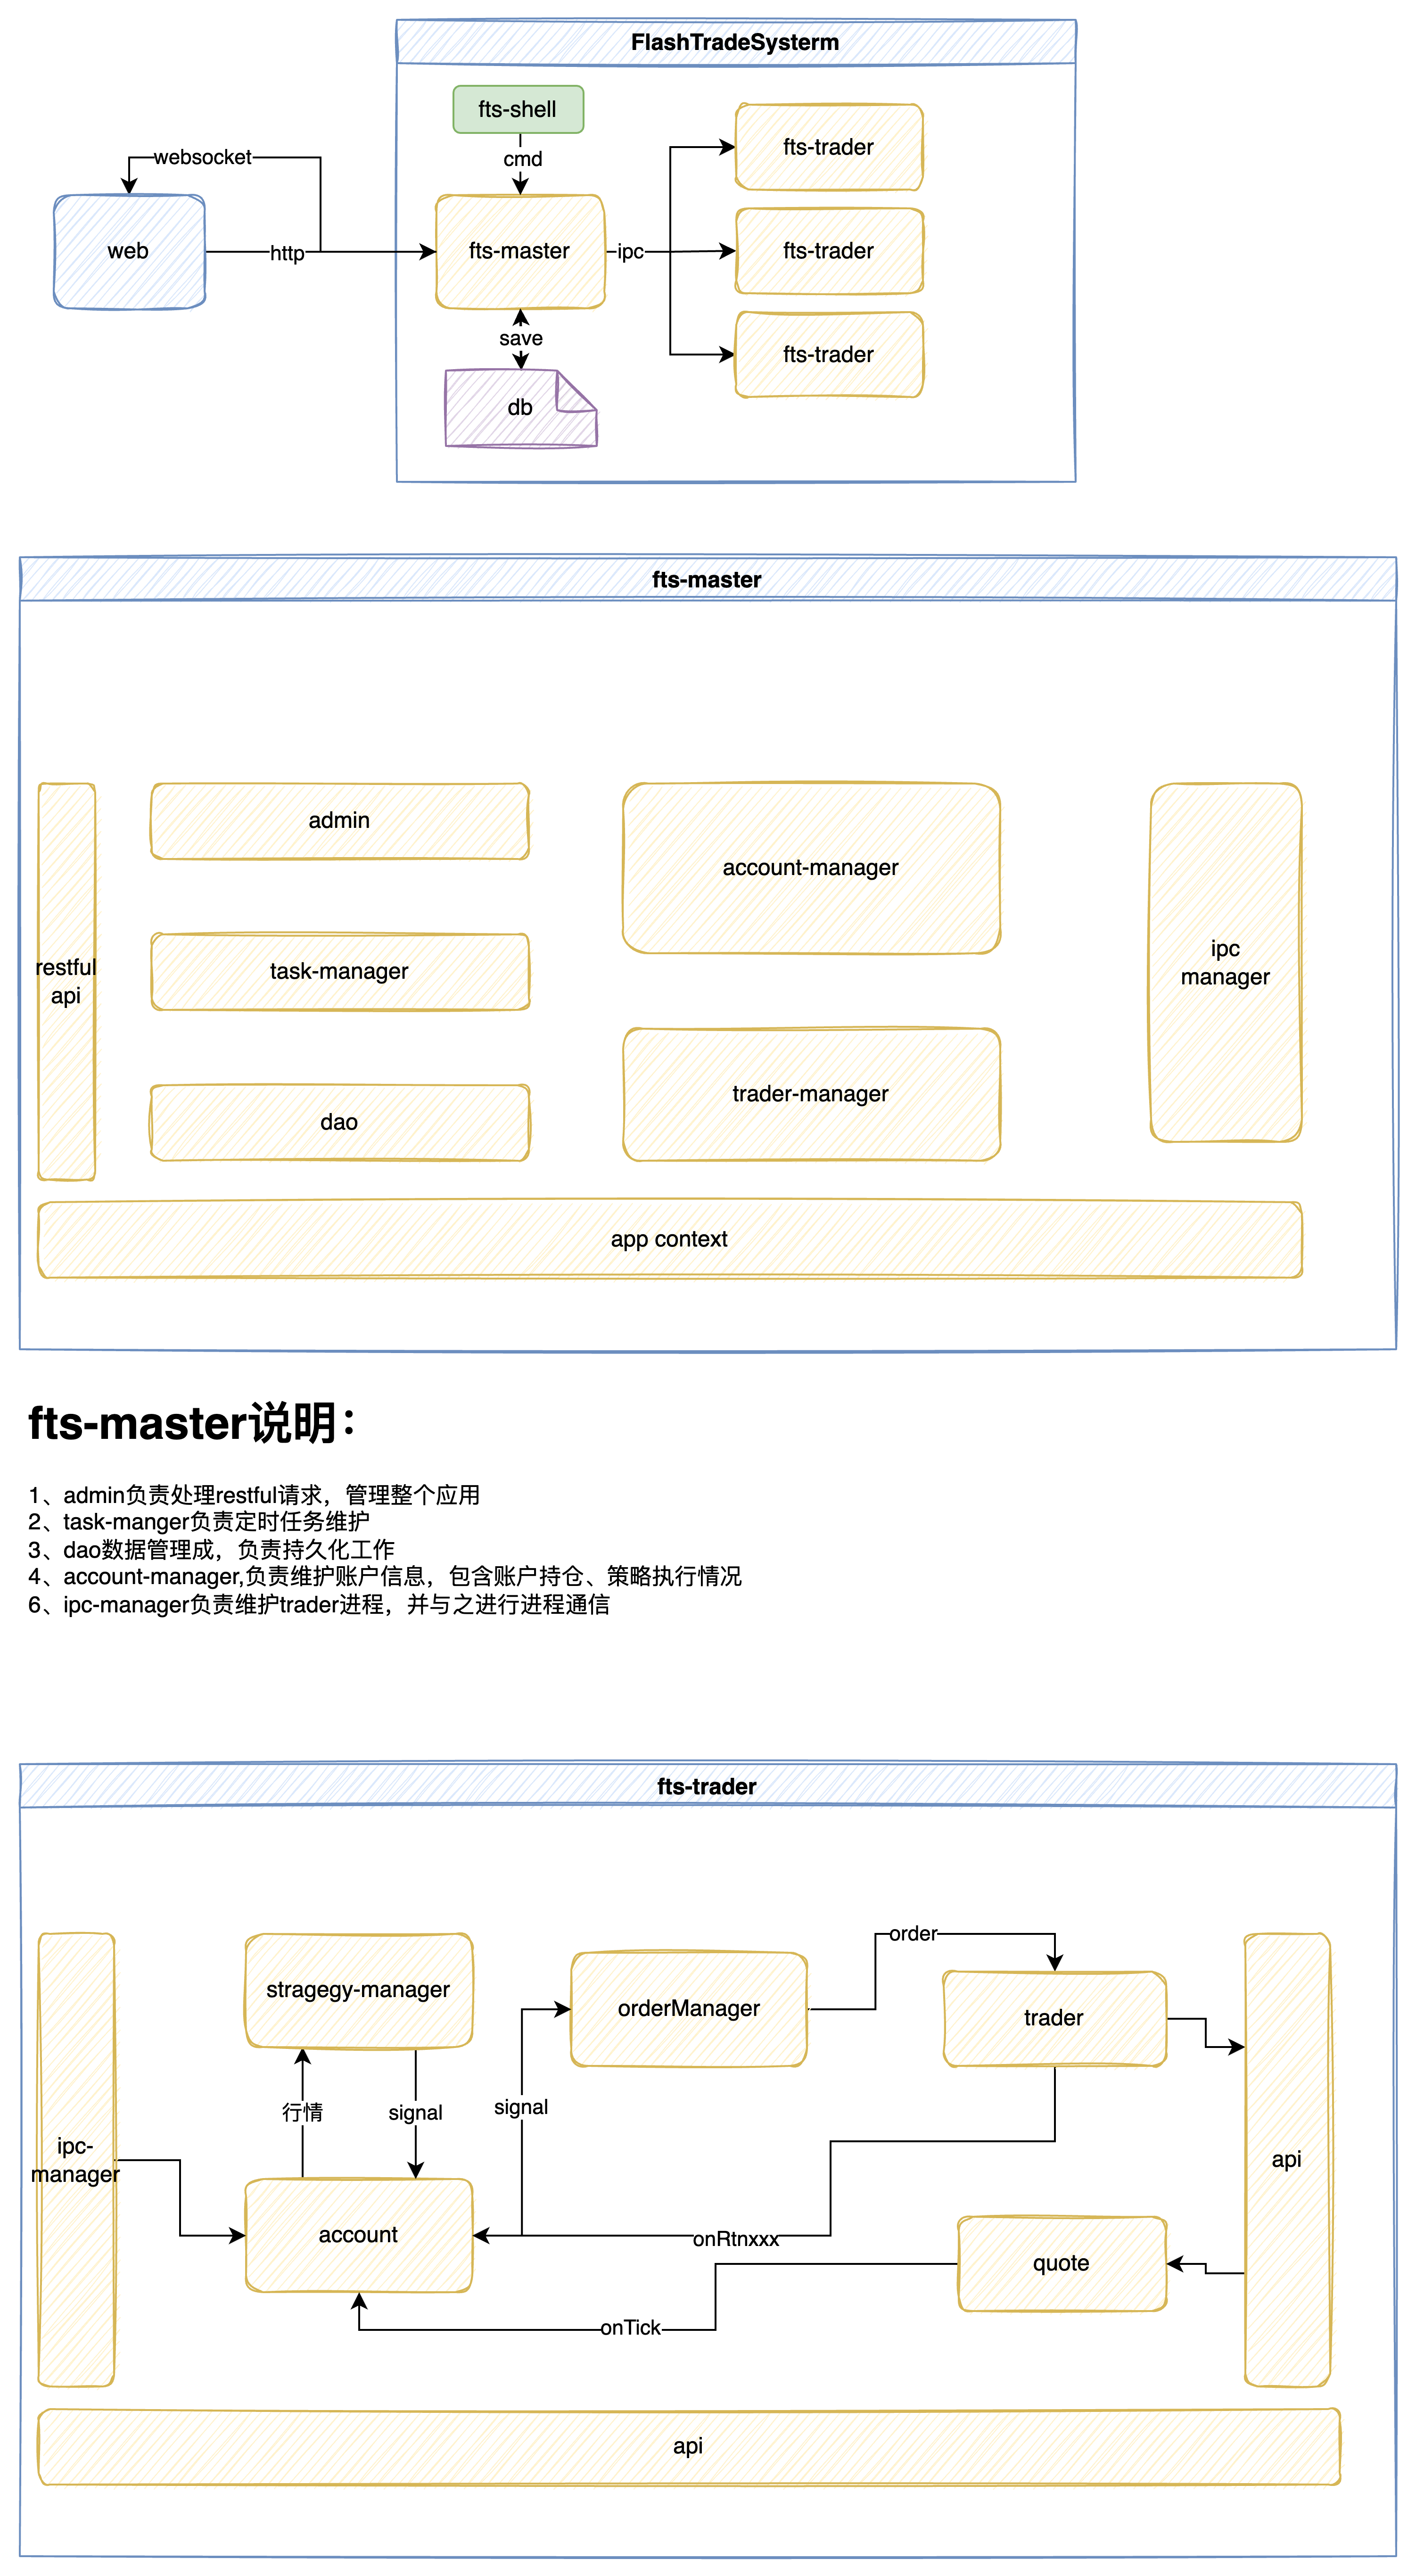 FlashTradeSysterm
fts-shell
cmd
websocket
web
http
fts-master
ipc
fts-trader
fts-trader
fts-trader
save
db
fts-master
restful
api
admin
task-manager
dao
account-manager
trader-manager
ipc
manager
app context
fts-master说明：
1、admin负责处理restful请求，管理整个应用
2、task-manger负责定时任务维护
3、dao数据管理成，负责持久化工作
4、account-manager,负责维护账户信息，包含账户持仓、策略执行情况
6、ipc-manager负责维护trader进程，并与之进行进程通信
fts-trader
ipc-
manager
stragegy-manager
行情
signal
account
signal
orderManager
order
trader
onRtnxxx
quote
onTick
api
api